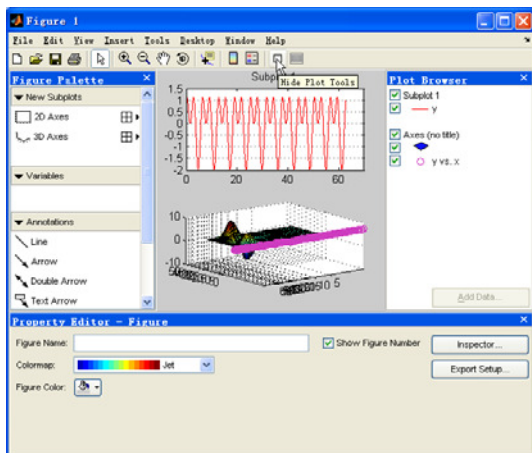 Figure 1
File Edit View Insert Tools Desktop Window Help
Hide Plot Tools
Figure Palette
New Subplots
2D Axes
3D Axes
Variables
Annotations
Line
Arrow
Double Arrow
Text Arrow
1.5
1
0.5
0
-0.5
-1
-1.5
-2
0 20 40 60
10
0
-10
5
Plot Browser
Subplot 1
y
Axes (no title)
y vs. x
Add Data...
Property Editor - Figure
Figure Name:
Show Figure Number
Inspector...
Colormap:
Jet
Export Setup...
Figure Color: